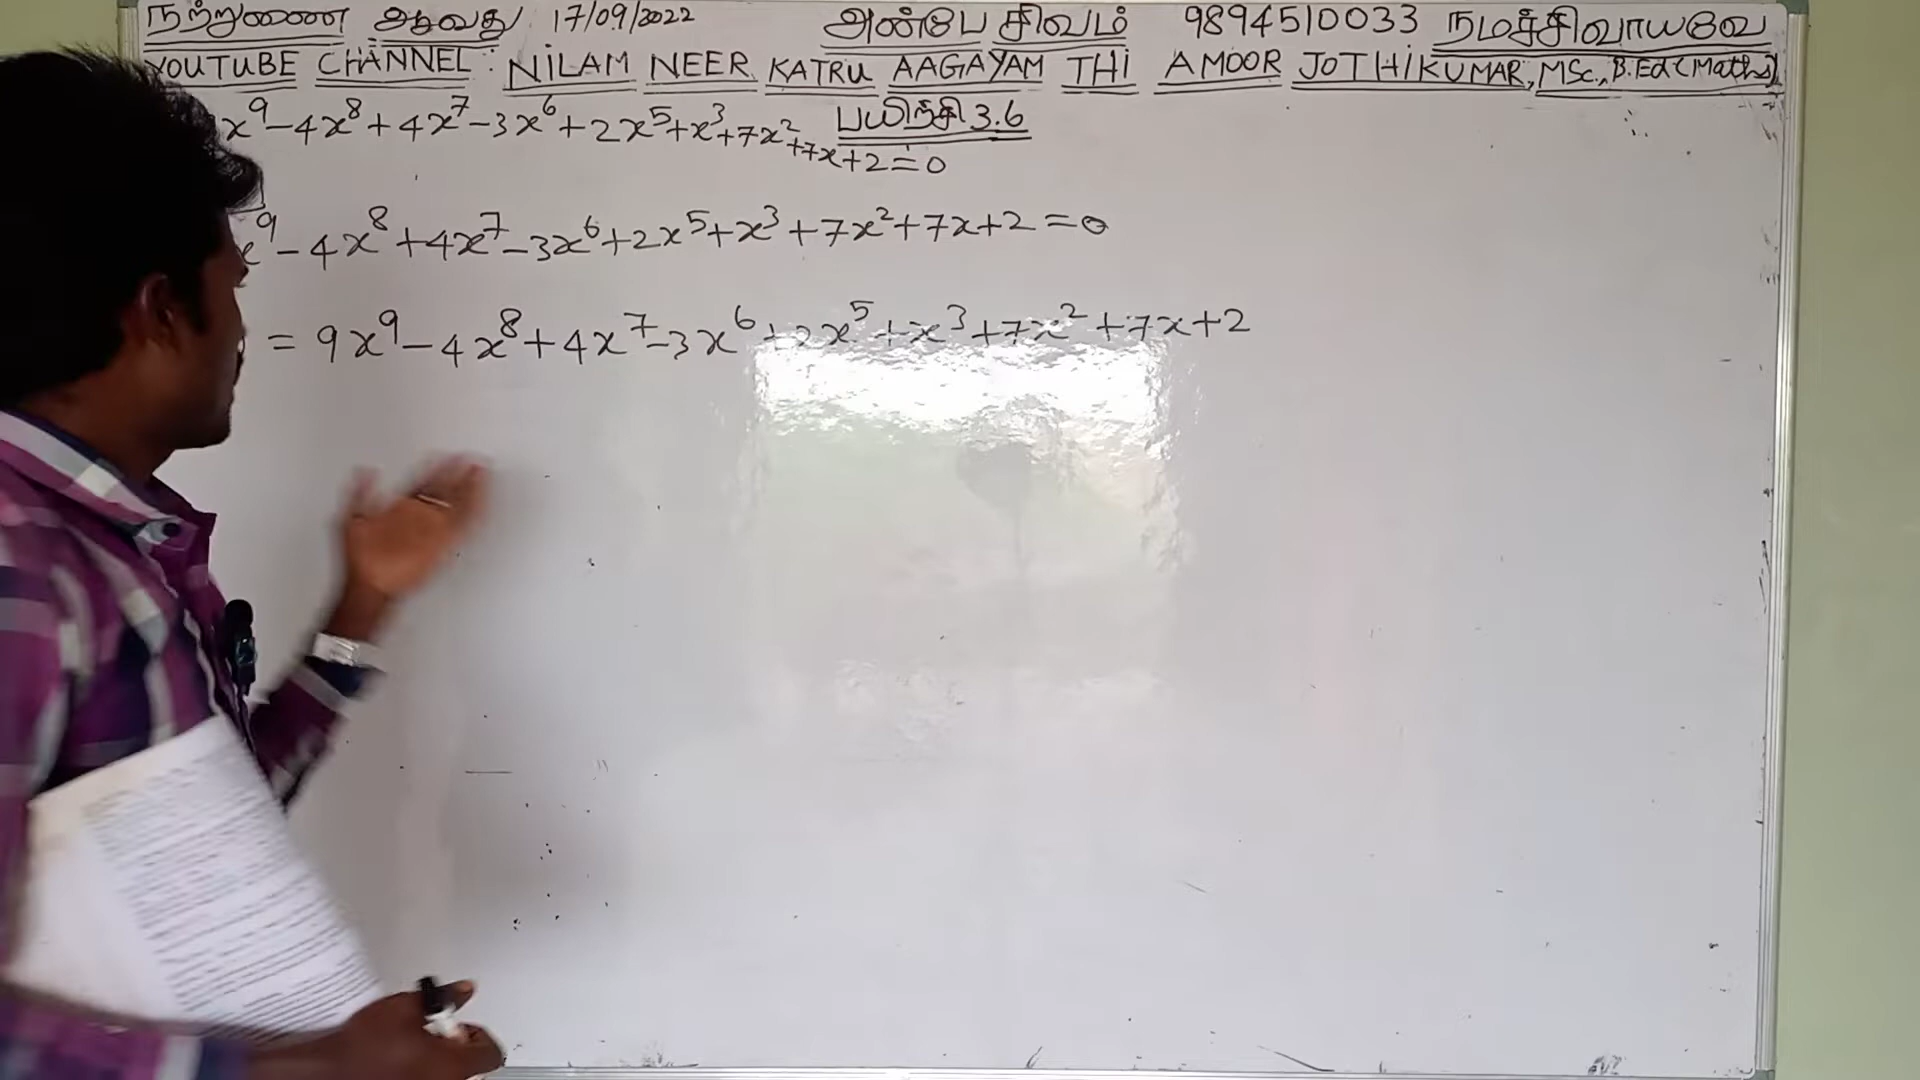 நற்றுணை ஆவது 17/09/2022 அன்பே சிவம் 9894510033 நமச்சிவாயவே
YOUTUBE CHANNEL : NILAM NEER KATRU AAGAYAM THI AMOOR JOTHIKUMAR, MSc., B.Ed (Maths)
x⁹-4x⁸+4x⁷-3x⁶+2x⁵+x³+7x²+7x+2=0 பயிற்சி 3.6
x⁹-4x⁸+4x⁷-3x⁶+2x⁵+x³+7x²+7x+2=0
= 9x⁹-4x⁸+4x⁷-3x⁶+2x⁵+x³+7x²+7x+2